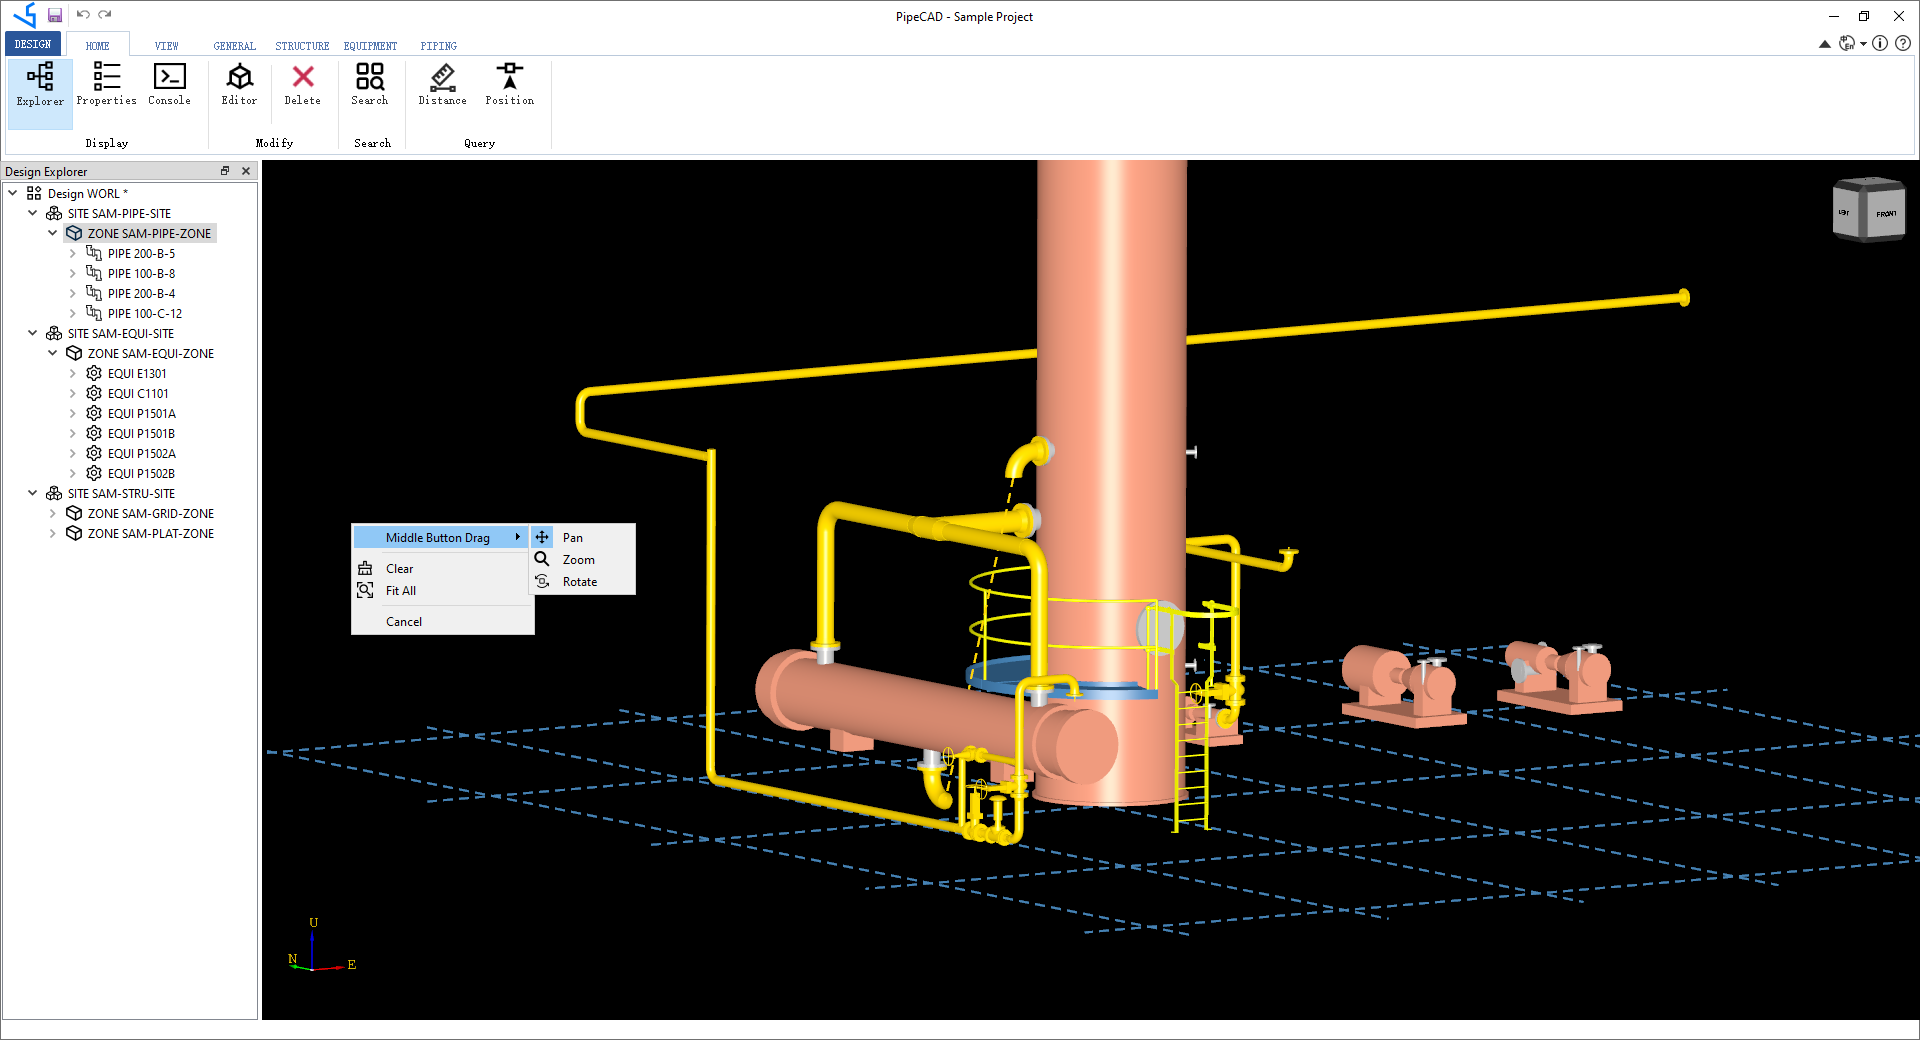 PipeCAD - Sample Project
DESIGN HOME VIEW GENERAL STRUCTURE EQUIPMENT PIPING
Explorer Properties Console Editor Delete Search Distance Position
Display Modify Search Query
Design Explorer
Design WORL *
SITE SAM-PIPE-SITE
ZONE SAM-PIPE-ZONE
PIPE 200-B-5
PIPE 100-B-8
PIPE 200-B-4
PIPE 100-C-12
SITE SAM-EQUI-SITE
ZONE SAM-EQUI-ZONE
EQUI E1301
EQUI C1101
EQUI P1501A
EQUI P1501B
EQUI P1502A
EQUI P1502B
SITE SAM-STRU-SITE
ZONE SAM-GRID-ZONE
ZONE SAM-PLAT-ZONE
LEFT FRONT
Middle Button Drag
Clear
Fit All
Cancel
Pan
Zoom
Rotate
U
N
E